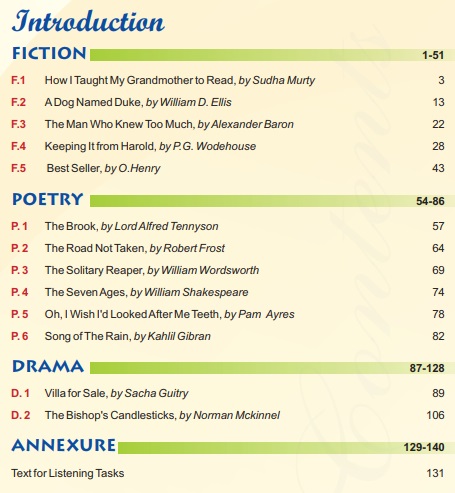 Introduction
FICTION 1-51
F.1 How I Taught My Grandmother to Read, by Sudha Murty 3
F.2 A Dog Named Duke, by William D. Ellis 13
F.3 The Man Who Knew Too Much, by Alexander Baron 22
F.4 Keeping It from Harold, by P.G. Wodehouse 28
F.5 Best Seller, by O.Henry 43
POETRY 54-86
P. 1 The Brook, by Lord Alfred Tennyson 57
P. 2 The Road Not Taken, by Robert Frost 64
P. 3 The Solitary Reaper, by William Wordsworth 69
P. 4 The Seven Ages, by William Shakespeare 74
P. 5 Oh, I Wish I'd Looked After Me Teeth, by Pam Ayres 78
P. 6 Song of The Rain, by Kahlil Gibran 82
DRAMA 87-128
D. 1 Villa for Sale, by Sacha Guitry 89
D. 2 The Bishop's Candlesticks, by Norman Mckinnel 106
ANNEXURE 129-140
Text for Listening Tasks 131
Contents